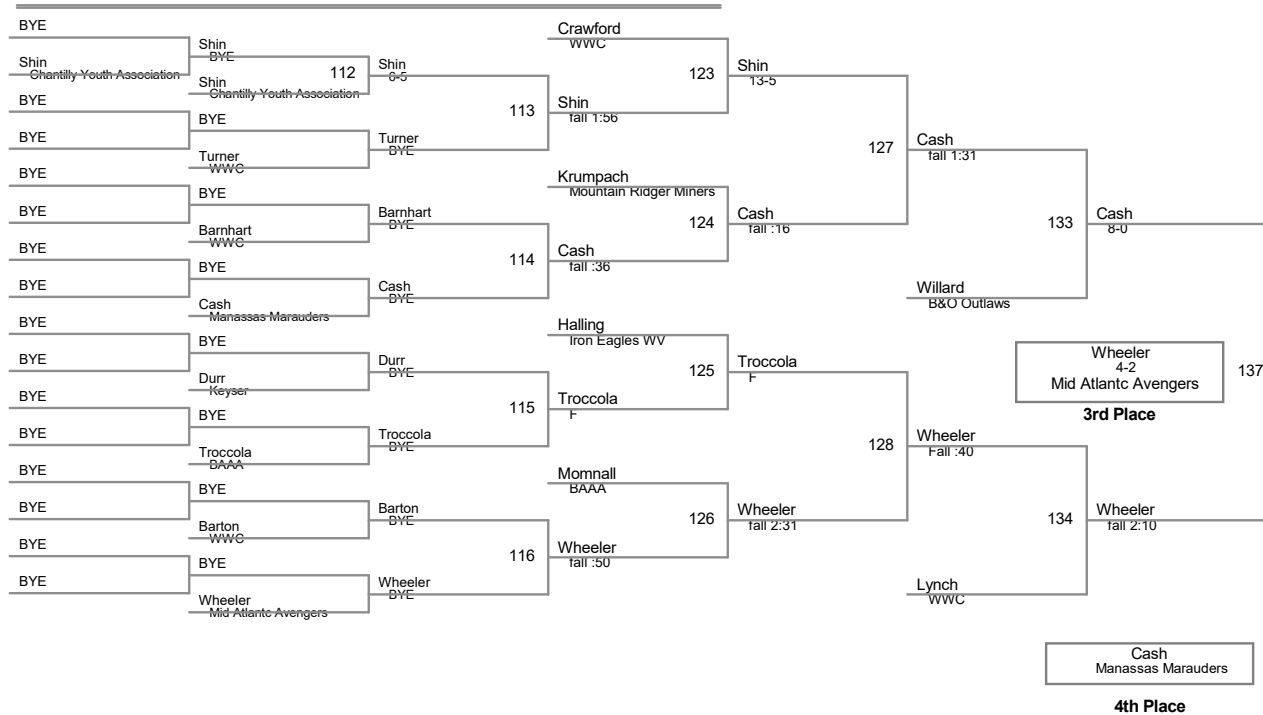 BYE
Shin
Chantilly Youth Association
BYE
BYE
BYE
BYE
BYE
BYE
BYE
BYE
BYE
BYE
BYE
BYE
BYE
BYE
Shin
BYE
Shin
Chantilly Youth Association
112
BYE
Turner
WWC
BYE
Barnhart
WWC
BYE
Cash
Manassas Marauders
BYE
Durr
Keyser
BYE
Troccola
BAAA
BYE
Barton
WWC
BYE
Wheeler
Mid Atlantc Avengers
Shin
6-5
113
Turner
BYE
Barnhart
BYE
114
Cash
BYE
Durr
BYE
115
Troccola
BYE
Barton
BYE
116
Wheeler
BYE
Crawford
WWC
123
Shin
fall 1:56
Krumpach
Mountain Ridger Miners
124
Cash
fall :36
Halling
Iron Eagles WV
125
Troccola
F
Momnall
BAAA
126
Wheeler
fall :50
Shin
13-5
127
Cash
fall :16
Troccola
F
128
Wheeler
fall 2:31
Cash
fall 1:31
133
Willard
B&O Outlaws
Wheeler
Fall :40
134
Lynch
WWC
Cash
8-0
Wheeler
4-2
Mid Atlantc Avengers
137
3rd Place
Wheeler
fall 2:10
Cash
Manassas Marauders
4th Place